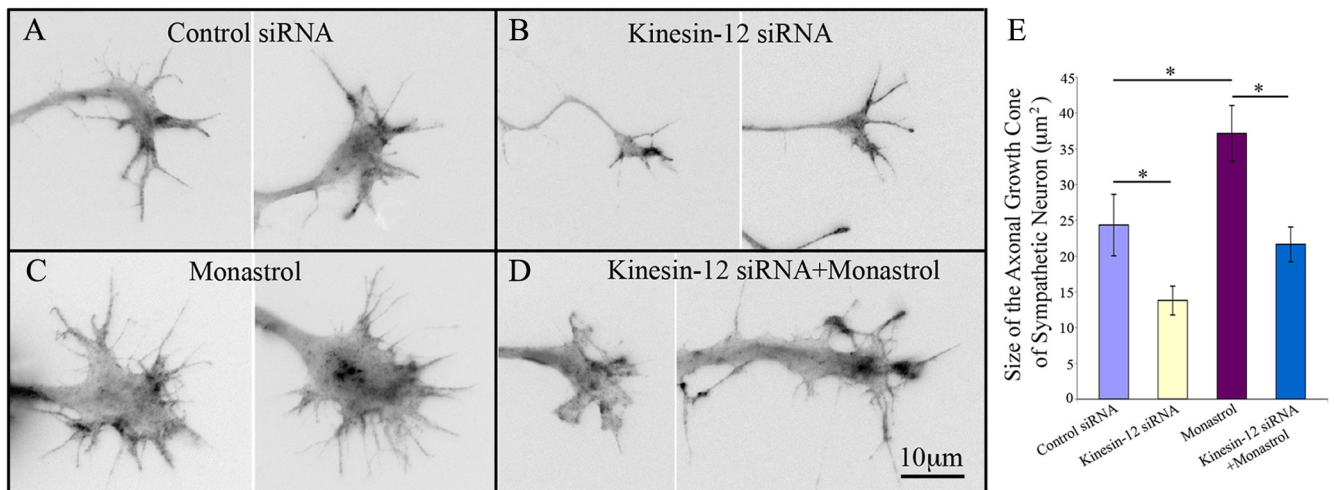 A
Control siRNA
B
Kinesin-12 siRNA
C
Monastrol
D
Kinesin-12 siRNA+Monastrol
10μm
E
Size of the Axonal Growth Cone
of Sympathetic Neuron (μm²)
45
40
35
30
25
20
15
10
5
0
*
*
*
Control siRNA
Kinesin-12 siRNA
Monastrol
Kinesin-12 siRNA
+Monastrol